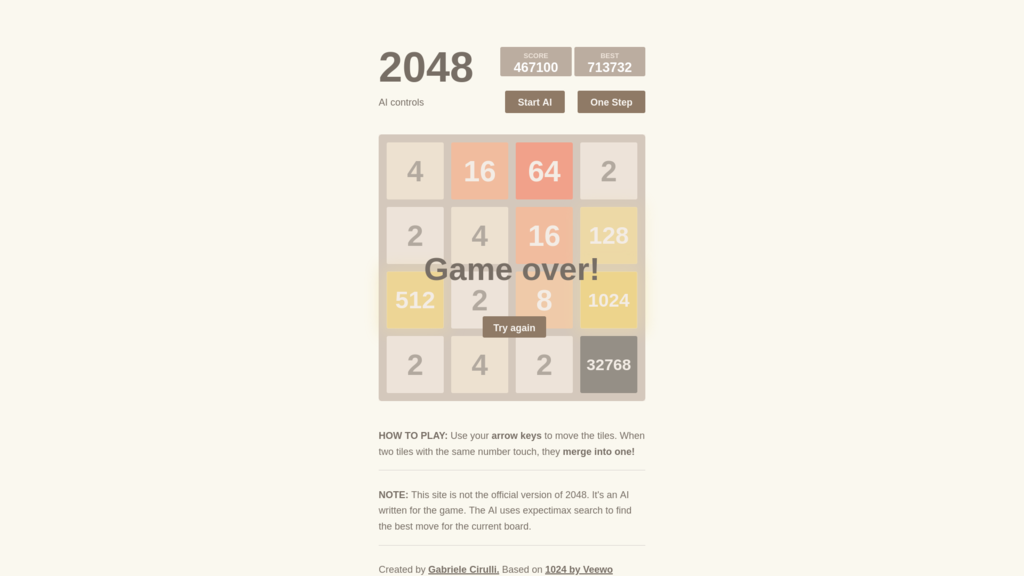 2048
SCORE
467100
BEST
713732
AI controls
Start AI
One Step
4 16 64 2
2 4 16 128
Game over!
512 2 8 1024
Try again
2 4 2 32768
HOW TO PLAY: Use your arrow keys to move the tiles. When
two tiles with the same number touch, they merge into one!
NOTE: This site is not the official version of 2048. It's an AI
written for the game. The AI uses expectimax search to find
the best move for the current board.
Created by Gabriele Cirulli. Based on 1024 by Veewo